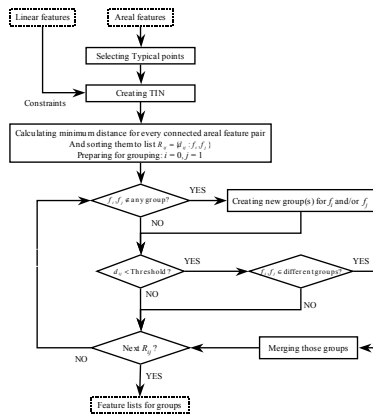 Linear features
Areal features
Selecting Typical points
Creating TIN
Constraints
Calculating minimum distance for every connected areal feature pair
And sorting them to list R_ij = {d_ij : f_i, f_j}
Preparing for grouping: i = 0, j = 1
f_i, f_j ∉ any group?
YES
Creating new group(s) for f_i and/or f_j
NO
d_ij < Threshold?
YES
f_i, f_j ∈ different groups?
YES
NO
NO
Next R_ij ?
Merging those groups
NO
YES
Feature lists for groups